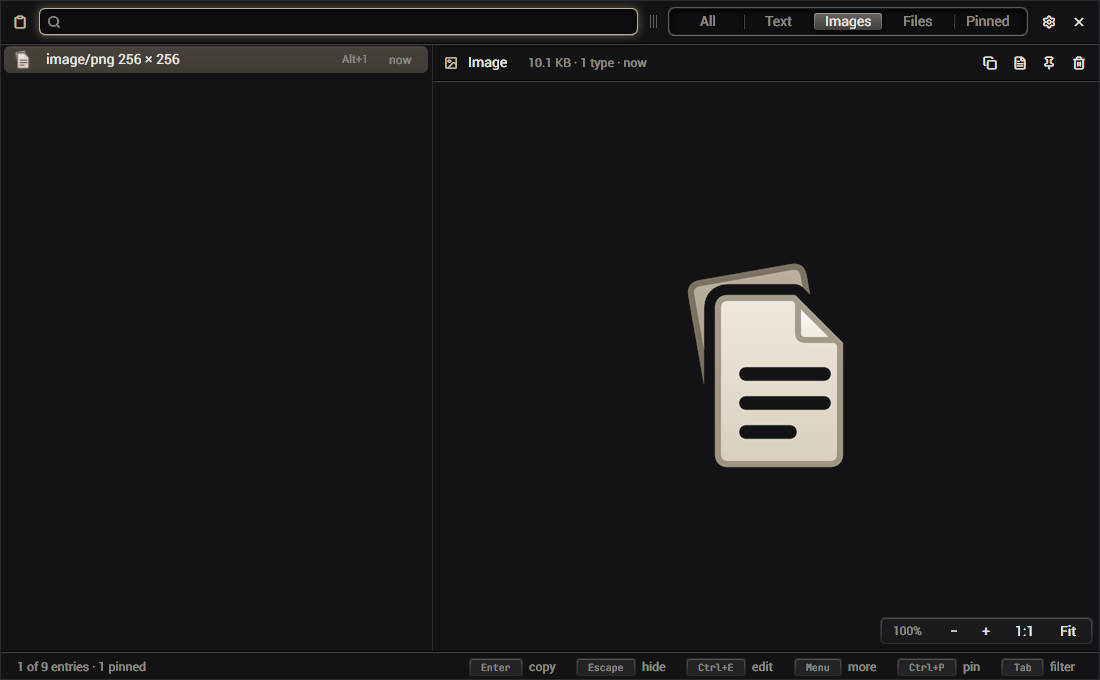 All Text Images Files Pinned
image/png 256 × 256 Alt+1 now
Image 10.1 KB · 1 type · now
100% − + 1:1 Fit
1 of 9 entries · 1 pinned Enter copy Escape hide Ctrl+E edit Menu more Ctrl+P pin Tab filter